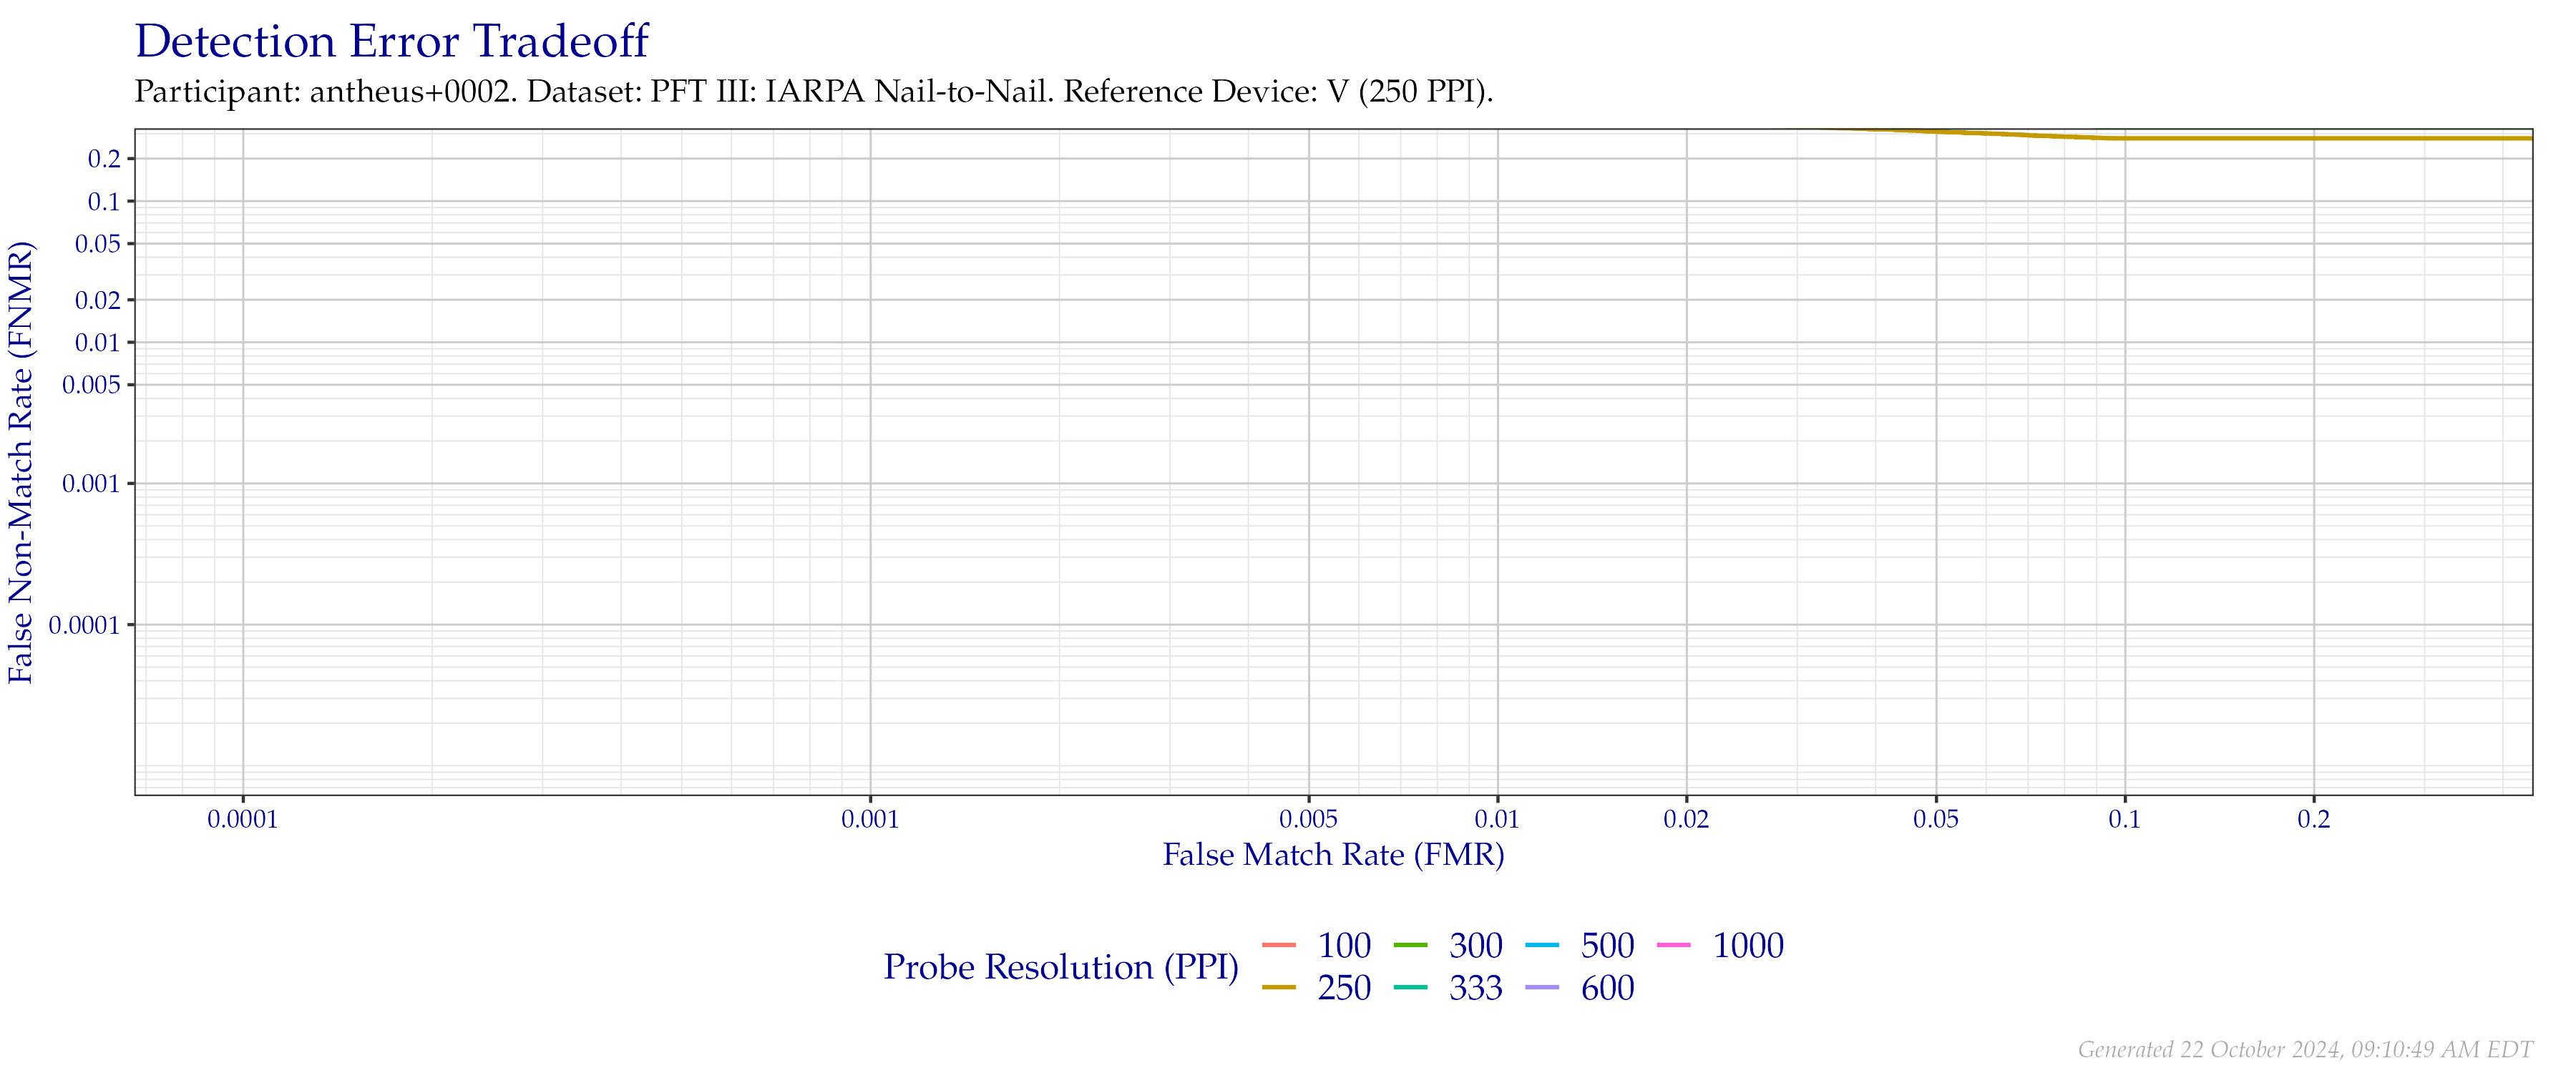 Detection Error Tradeoff
Participant: antheus+0002. Dataset: PFT III: IARPA Nail-to-Nail. Reference Device: V (250 PPI).
False Non-Match Rate (FNMR)
0.2
0.1
0.05
0.02
0.01
0.005
0.001
0.0001
0.0001 0.001 0.005 0.01 0.02 0.05 0.1 0.2
False Match Rate (FMR)
Probe Resolution (PPI)
100 300 500 1000
250 333 600
Generated 22 October 2024, 09:10:49 AM EDT